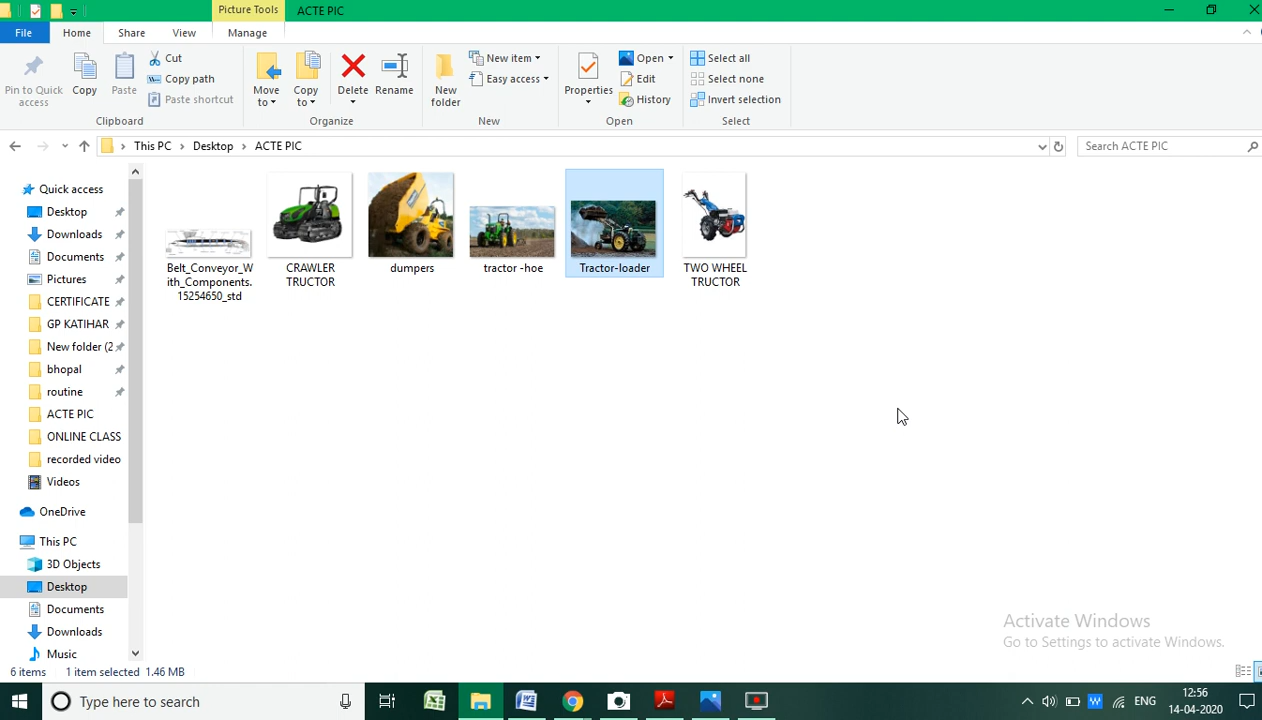 Picture Tools ACTE PIC
File Home Share View Manage
Pin to Quick access
Copy
Paste
Cut
Copy path
Paste shortcut
Clipboard
Move to
Copy to
Delete
Rename
Organize
New folder
New item
Easy access
New
Properties
Open
Edit
History
Open
Select all
Select none
Invert selection
Select
This PC > Desktop > ACTE PIC
Search ACTE PIC
Quick access
Desktop
Downloads
Documents
Pictures
CERTIFICATE
GP KATIHAR
New folder (2
bhopal
routine
ACTE PIC
ONLINE CLASS
recorded video
Videos
OneDrive
This PC
3D Objects
Desktop
Documents
Downloads
Music
Belt_Conveyor_W
ith_Components.
15254650_std
CRAWLER
TRUCTOR
dumpers
tractor -hoe
Tractor-loader
TWO WHEEL
TRUCTOR
Activate Windows
Go to Settings to activate Windows.
6 items 1 item selected 1.46 MB
Type here to search
ENG
12:56
14-04-2020